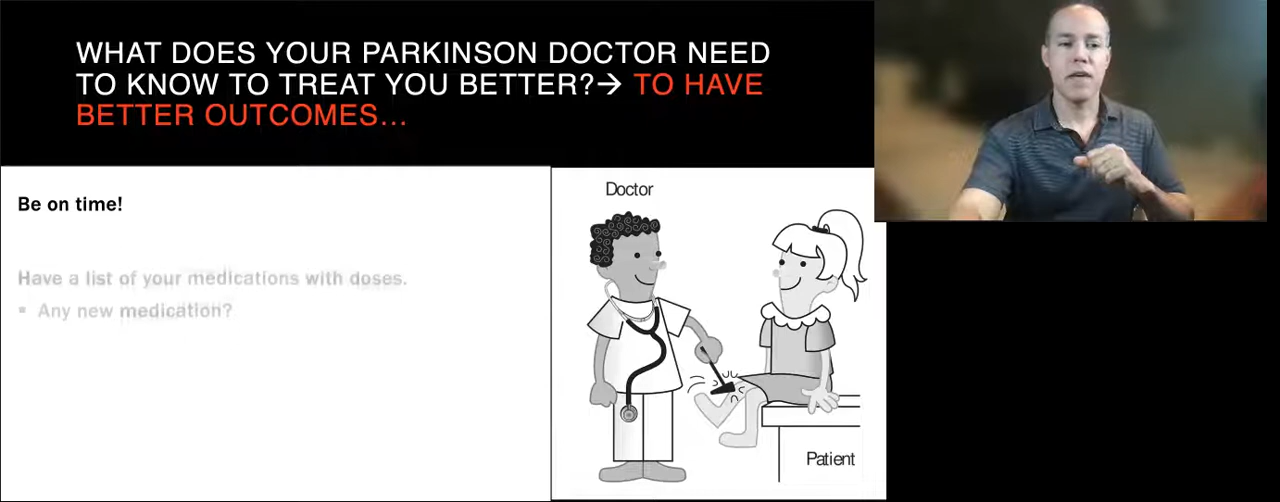 WHAT DOES YOUR PARKINSON DOCTOR NEED
TO KNOW TO TREAT YOU BETTER?→ TO HAVE
BETTER OUTCOMES...
Be on time!
Have a list of your medications with doses.
▪ Any new medication?
Doctor
Patient